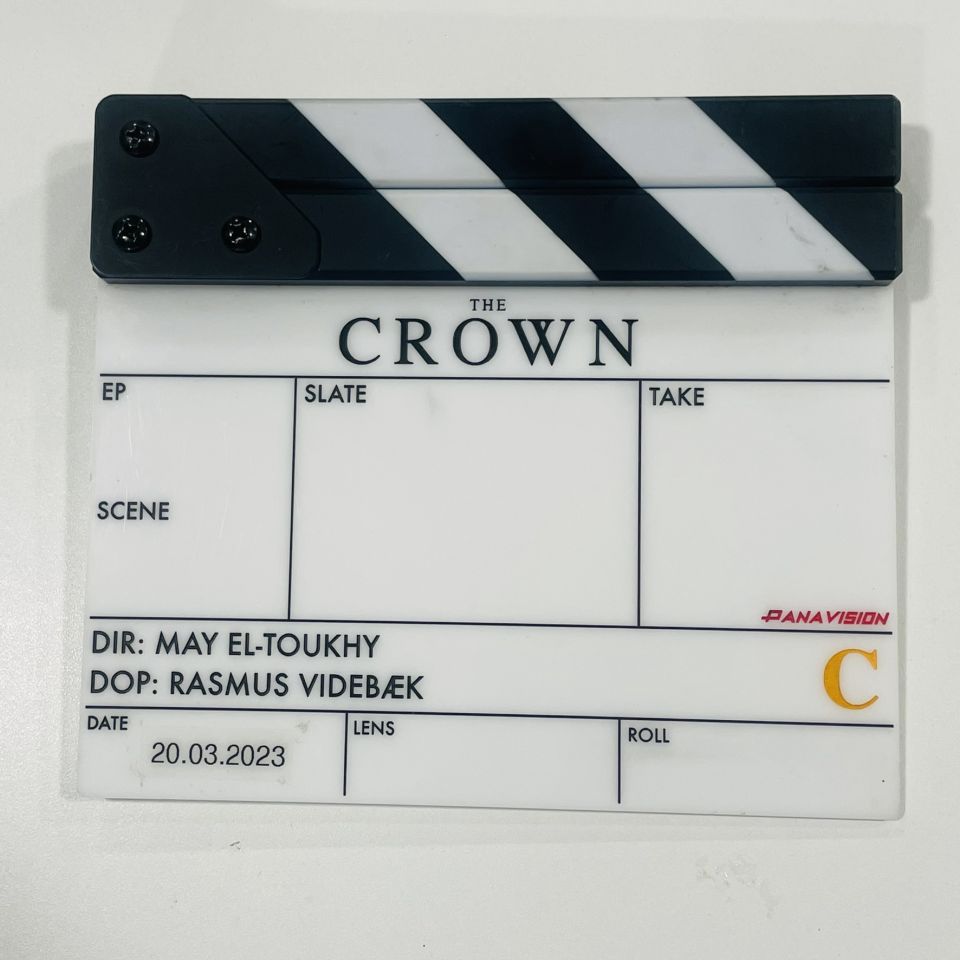 THE
CROWN
EP
SLATE
TAKE
SCENE
PANAVISION
DIR: MAY EL-TOUKHY
DOP: RASMUS VIDEBÆK
C
DATE
LENS
ROLL
20.03.2023